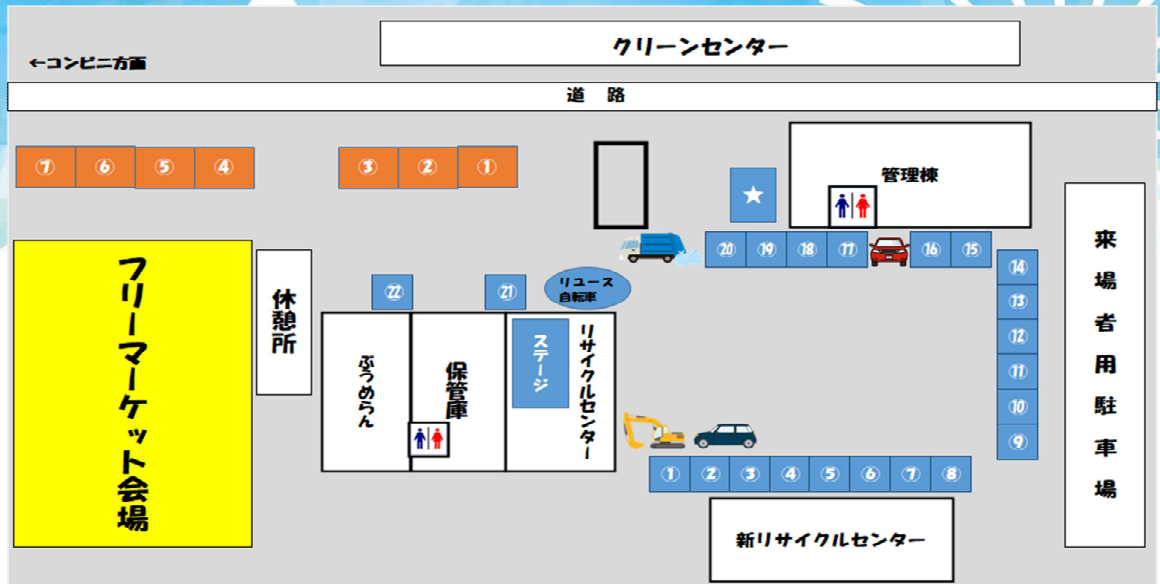 クリーンセンター
←コンビニ方面
道 路
⑦ ⑥ ⑤ ④ ③ ② ①
管理棟
★
⑳ ⑲ ⑱ ⑰ ⑯ ⑮
来場者用駐車場
フリーマーケット会場
休憩所
㉒ ㉑
リユース
自転車
⑭
⑬
⑫
⑪
⑩
⑨
ぶうめらん
保管庫
ステージ
リサイクルセンター
① ② ③ ④ ⑤ ⑥ ⑦ ⑧
新リサイクルセンター